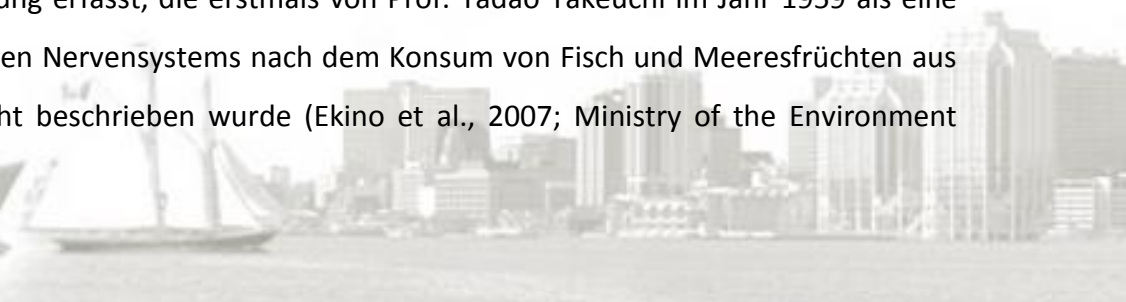 ung erfasst, die erstmals von Prof. Tadao Takeuchi im Jahr 1959 als eine
en Nervensystems nach dem Konsum von Fisch und Meeresfrüchten aus
ht beschrieben wurde (Ekino et al., 2007; Ministry of the Environment